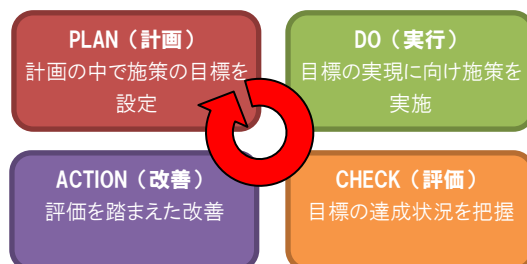 PLAN（計画）
計画の中で施策の目標を
設定
DO（実行）
目標の実現に向け施策を
実施
ACTION（改善）
評価を踏まえた改善
CHECK（評価）
目標の達成状況を把握